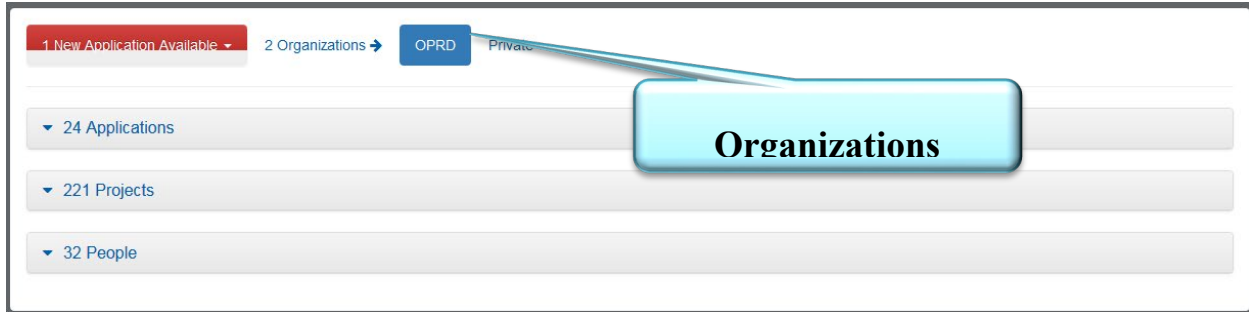 1 New Application Available 2 Organizations OPRD Private
24 Applications
Organizations
221 Projects
32 People